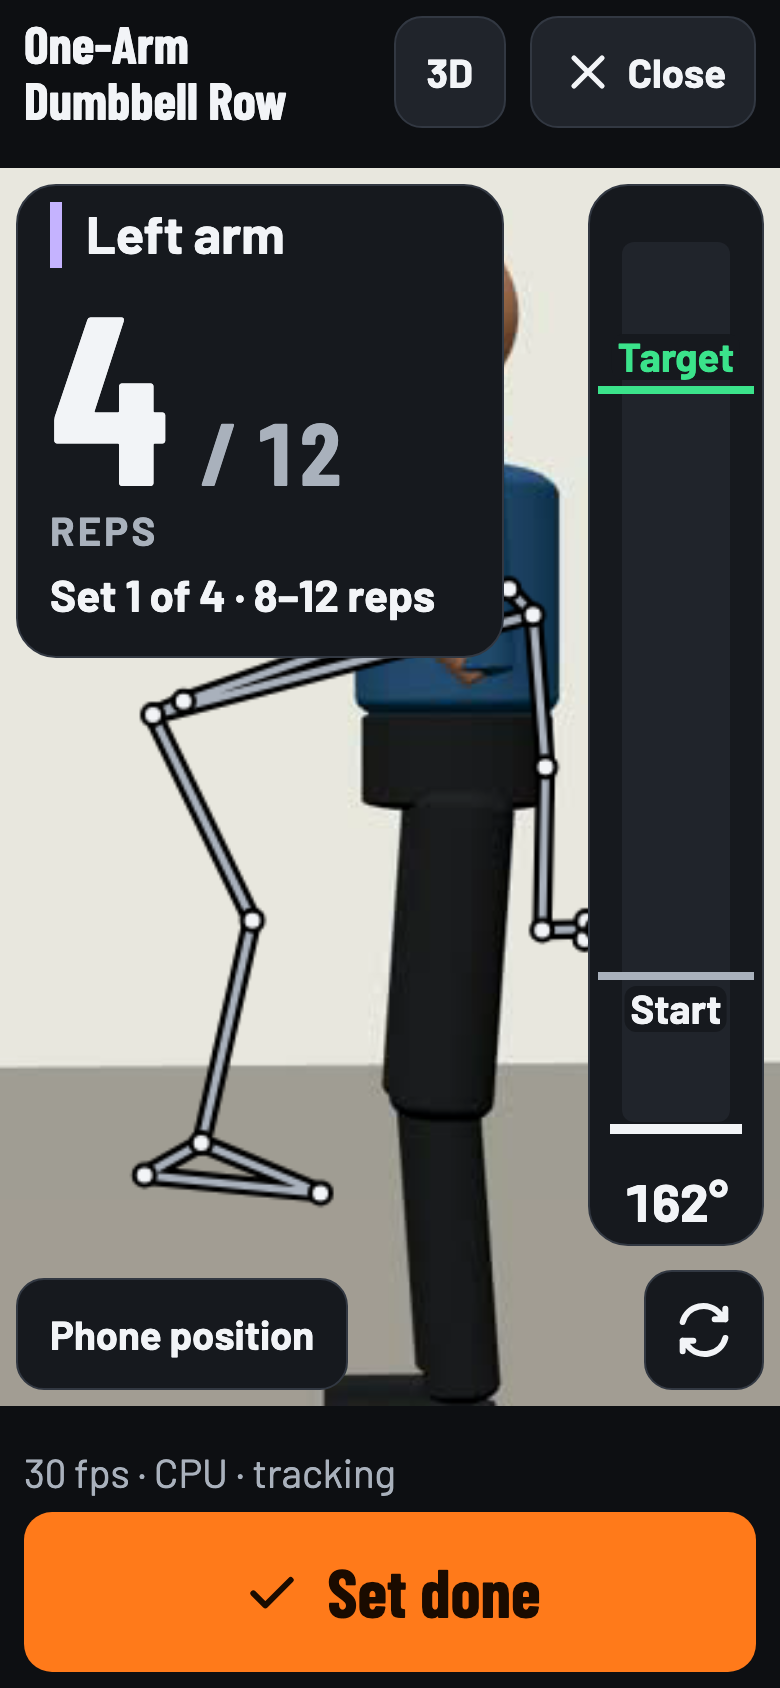 One-Arm
Dumbbell Row
3D
Close
Left arm
4 / 12
REPS
Set 1 of 4 · 8–12 reps
Target
Start
162°
Phone position
30 fps · CPU · tracking
Set done